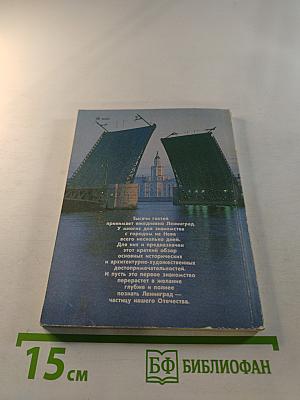 Тысячи гостей
принимает ежедневно Ленинград.
У многих для знакомства
с городом на Неве
всего несколько дней.
Для них и предназначен
этот краткий обзор
основных исторических
и архитектурно-художественных
достопримечательностей.
И пусть это первое знакомство
перерастет в желание
глубже и полнее
познать Ленинград —
частицу нашего Отечества.
15 см
БФ БИБЛИОФАН